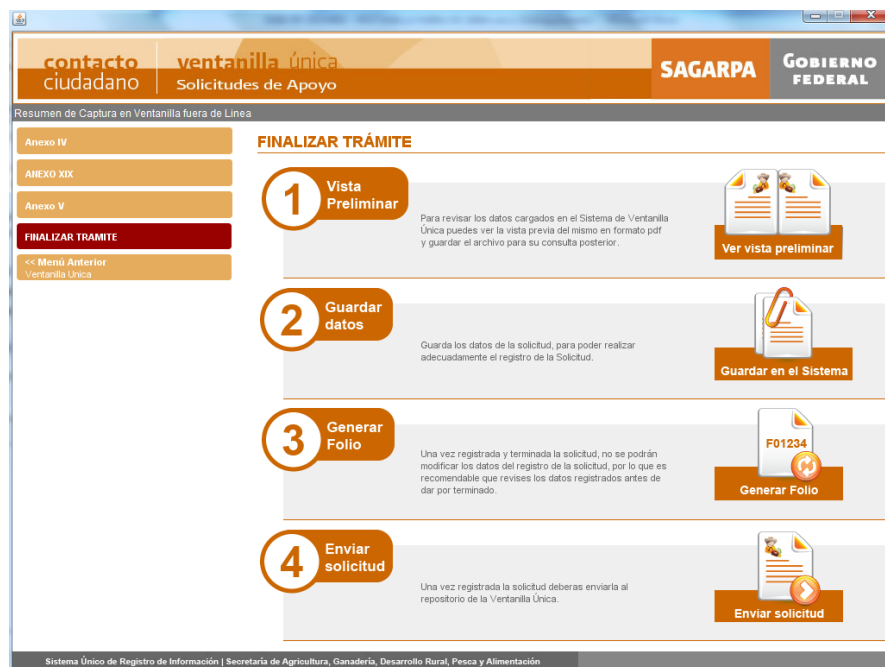 contacto
ciudadano
ventanilla única
Solicitudes de Apoyo
SAGARPA
GOBIERNO
FEDERAL
Resumen de Captura en Ventanilla fuera de Linea
Anexo IV
ANEXO XIX
Anexo V
FINALIZAR TRAMITE
<< Menú Anterior
Ventanilla Unica
FINALIZAR TRÁMITE
1
Vista
Preliminar
Para revisar los datos cargados en el Sistema de Ventanilla
Única puedes ver la vista previa del mismo en formato pdf
y guardar el archivo para su consulta posterior.
Ver vista preliminar
2
Guardar
datos
Guarda los datos de la solicitud, para poder realizar
adecuadamente el registro de la Solicitud.
Guardar en el Sistema
3
Generar
Folio
Una vez registrada y terminada la solicitud, no se podrán
modificar los datos del registro de la solicitud, por lo que es
recomendable que revises los datos registrados antes de
dar por terminado.
F01234
Generar Folio
4
Enviar
solicitud
Una vez registrada la solicitud deberas enviarla al
repositorio de la Ventanilla Única.
Enviar solicitud
Sistema Único de Registro de Información | Secretaría de Agricultura, Ganadería, Desarrollo Rural, Pesca y Alimentación